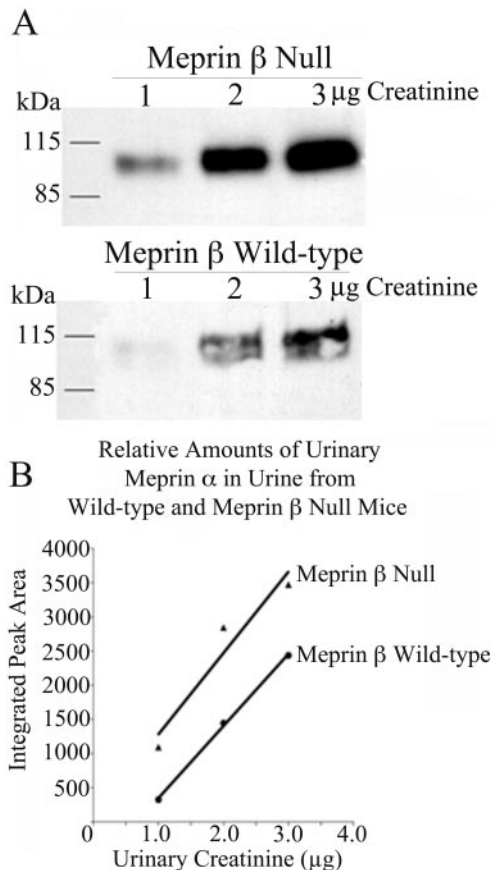 A
Meprin β Null
kDa 1 2 3 μg Creatinine
115
85
Meprin β Wild-type
kDa 1 2 3 μg Creatinine
115
85
B
Relative Amounts of Urinary
Meprin α in Urine from
Wild-type and Meprin β Null Mice
Integrated Peak Area
4000
3500
3000
2500
2000
1500
1000
500
Meprin β Null
Meprin β Wild-type
0 1.0 2.0 3.0 4.0
Urinary Creatinine (μg)